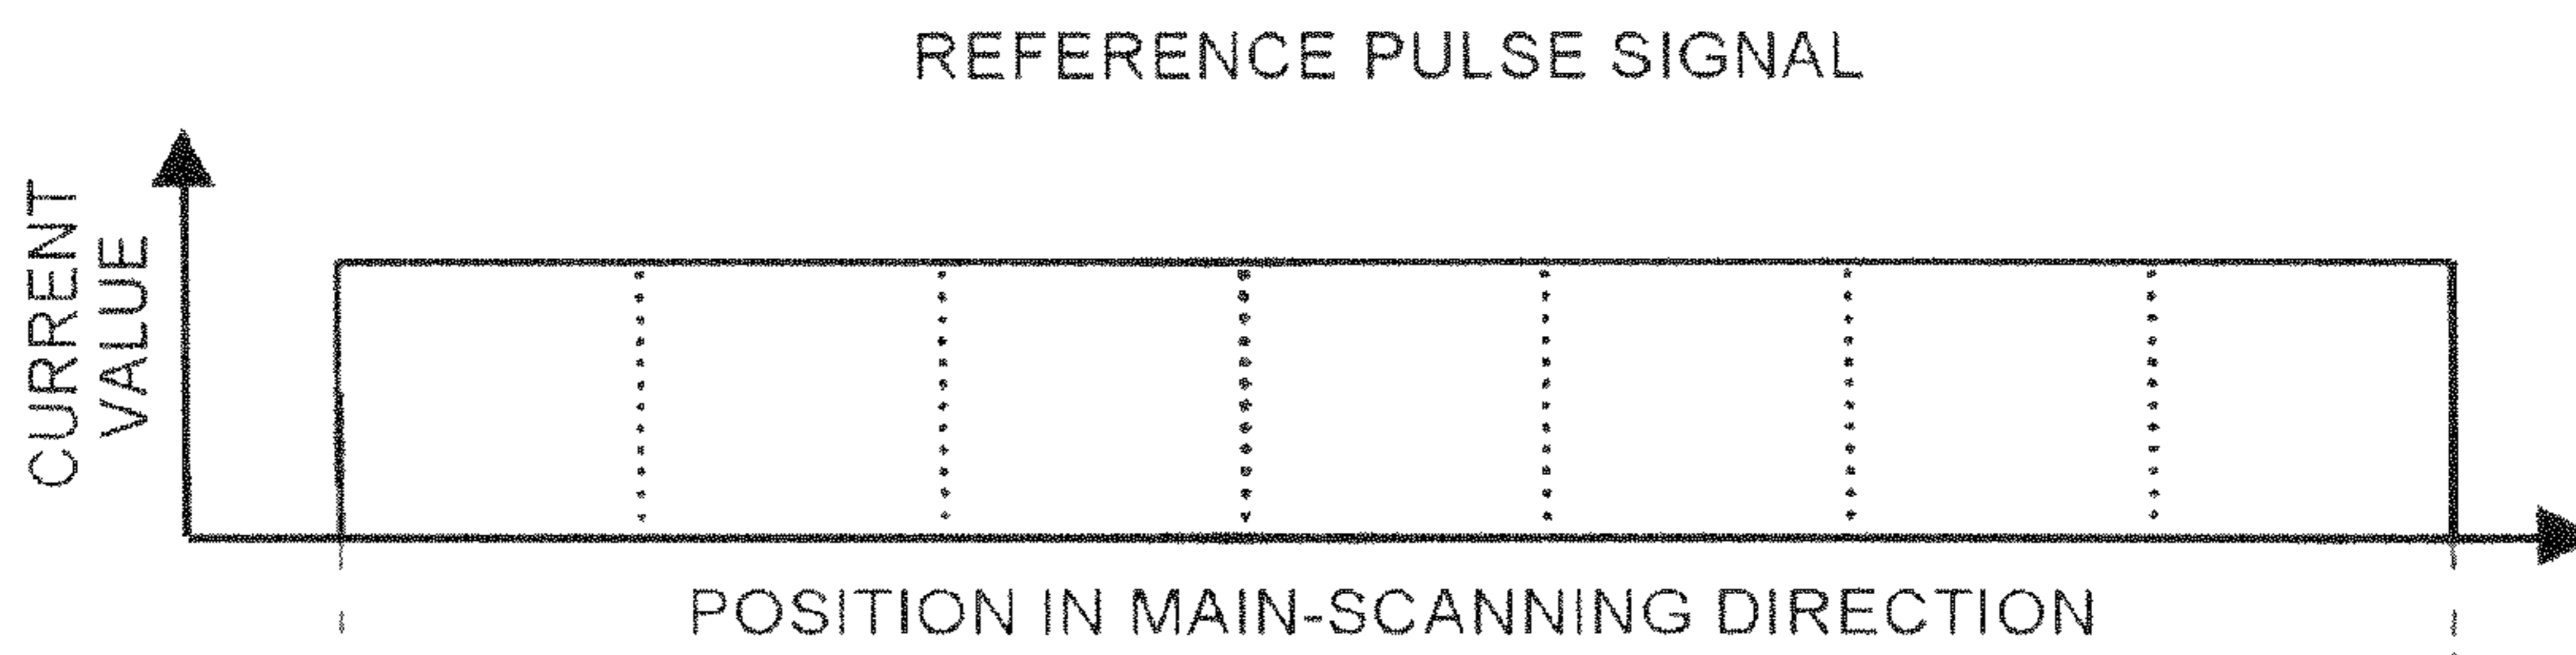 REFERENCE PULSE SIGNAL
CURRENT
VALUE
POSITION IN MAIN-SCANNING DIRECTION